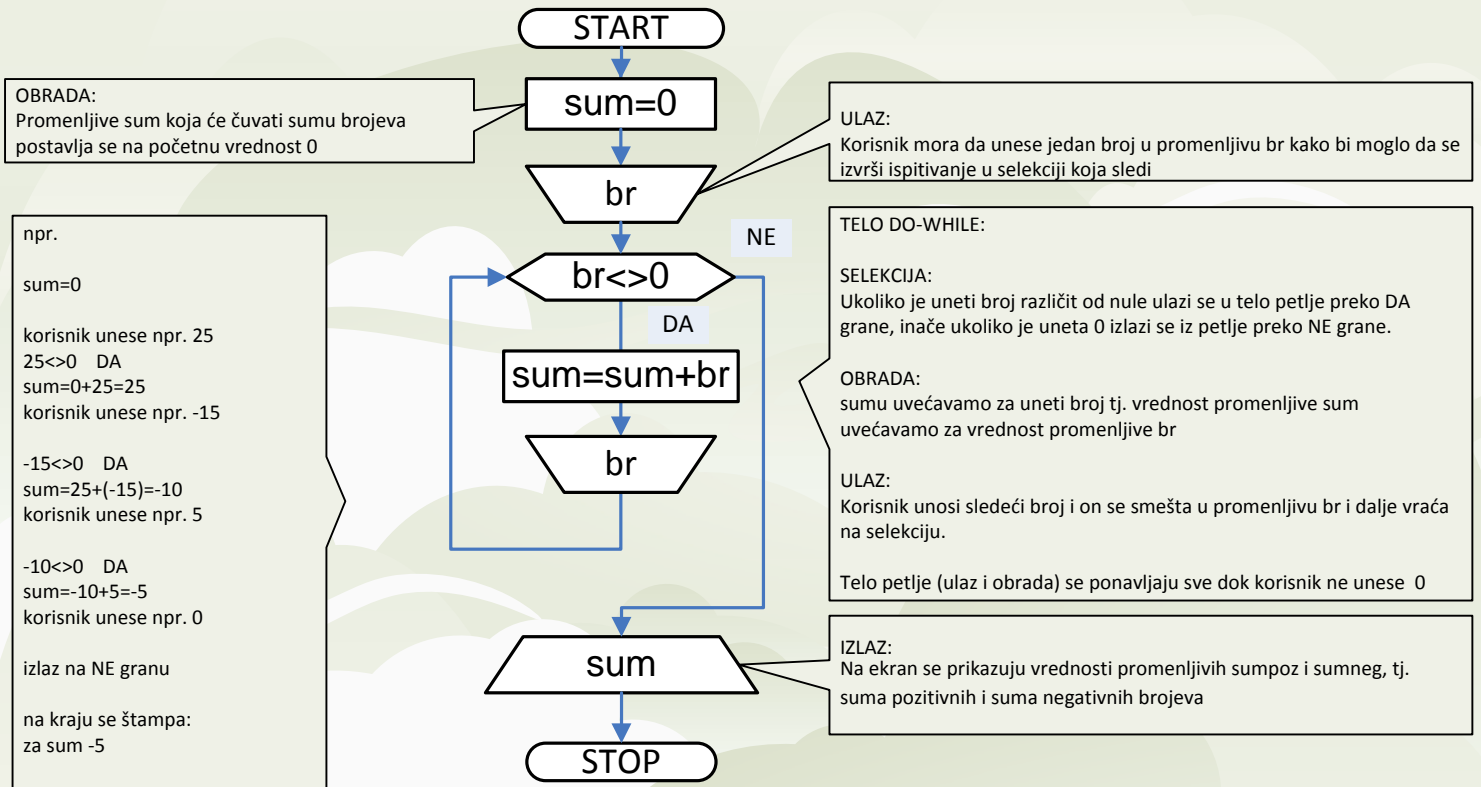 START
OBRADA:
Promenljive sum koja će čuvati sumu brojeva
postavlja se na početnu vrednost 0
sum=0
ULAZ:
Korisnik mora da unese jedan broj u promenljivu br kako bi moglo da se
izvrši ispitivanje u selekciji koja sledi
br
NE
br<>0
DA
sum=sum+br
br
sum
STOP
npr.
sum=0
korisnik unese npr. 25
25<>0 DA
sum=0+25=25
korisnik unese npr. -15
-15<>0 DA
sum=25+(-15)=-10
korisnik unese npr. 5
-10<>0 DA
sum=-10+5=-5
korisnik unese npr. 0
izlaz na NE granu
na kraju se štampa:
za sum -5
TELO DO-WHILE:
SELEKCIJA:
Ukoliko je uneti broj različit od nule ulazi se u telo petlje preko DA
grane, inače ukoliko je uneta 0 izlazi se iz petlje preko NE grane.
OBRADA:
sumu uvećavamo za uneti broj tj. vrednost promenljive sum
uvećavamo za vrednost promenljive br
ULAZ:
Korisnik unosi sledeći broj i on se smešta u promenljivu br i dalje vraća
na selekciju.
Telo petlje (ulaz i obrada) se ponavljaju sve dok korisnik ne unese 0
IZLAZ:
Na ekran se prikazuju vrednosti promenljivih sumpoz i sumneg, tj.
suma pozitivnih i suma negativnih brojeva